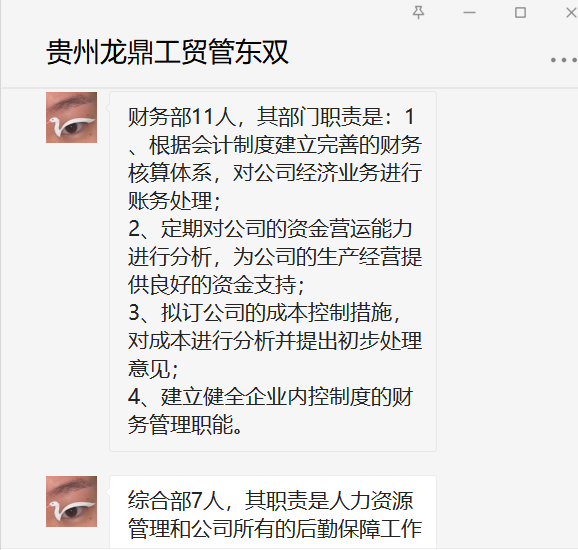 贵州龙鼎工贸管东双
财务部11人，其部门职责是：1
、根据会计制度建立完善的财务
核算体系，对公司经济业务进行
账务处理；
2、定期对公司的资金营运能力
进行分析，为公司的生产经营提
供良好的资金支持；
3、拟订公司的成本控制措施，
对成本进行分析并提出初步处理
意见；
4、建立健全企业内控制度的财
务管理职能。
综合部7人，其职责是人力资源
管理和公司所有的后勤保障工作